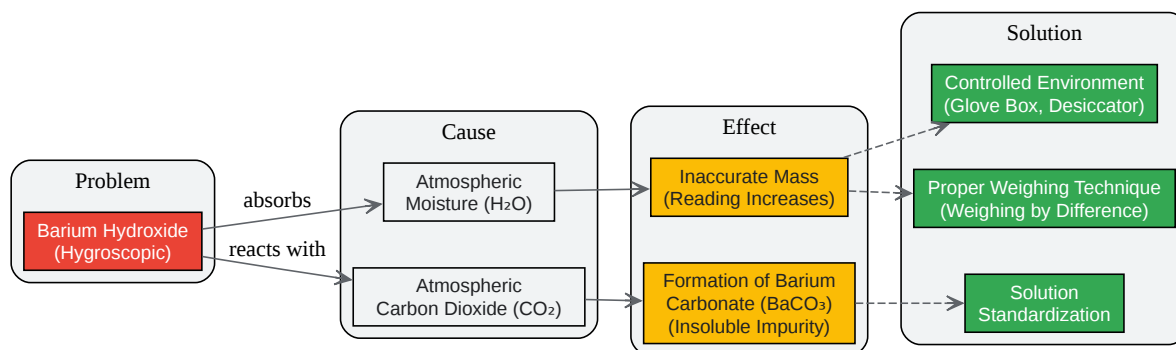 Problem
Barium Hydroxide
(Hygroscopic)
absorbs
reacts with
Cause
Atmospheric
Moisture (H₂O)
Atmospheric
Carbon Dioxide (CO₂)
Effect
Inaccurate Mass
(Reading Increases)
Formation of Barium
Carbonate (BaCO₃)
(Insoluble Impurity)
Solution
Controlled Environment
(Glove Box, Desiccator)
Proper Weighing Technique
(Weighing by Difference)
Solution
Standardization